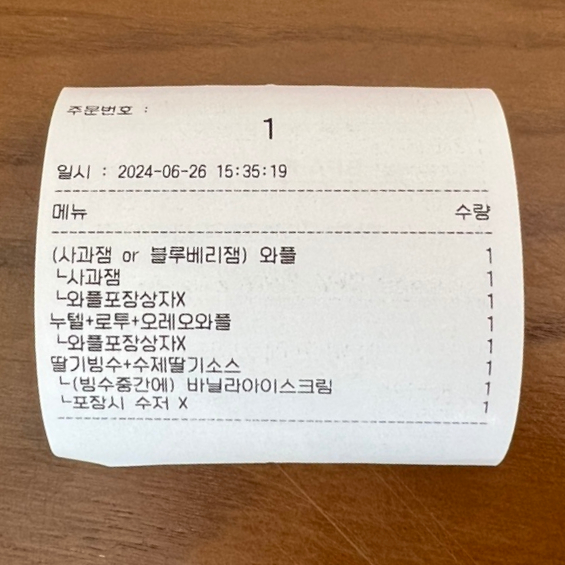 주문번호 :
1
일시 : 2024-06-26 15:35:19
메뉴 수량
(사과잼 or 블루베리잼) 와플 1
└사과잼 1
└와플포장상자X 1
누텔+로투+오레오와플 1
└와플포장상자X 1
딸기빙수+수제딸기소스 1
└(빙수중간에) 바닐라아이스크림 1
└포장시 수저 X 1